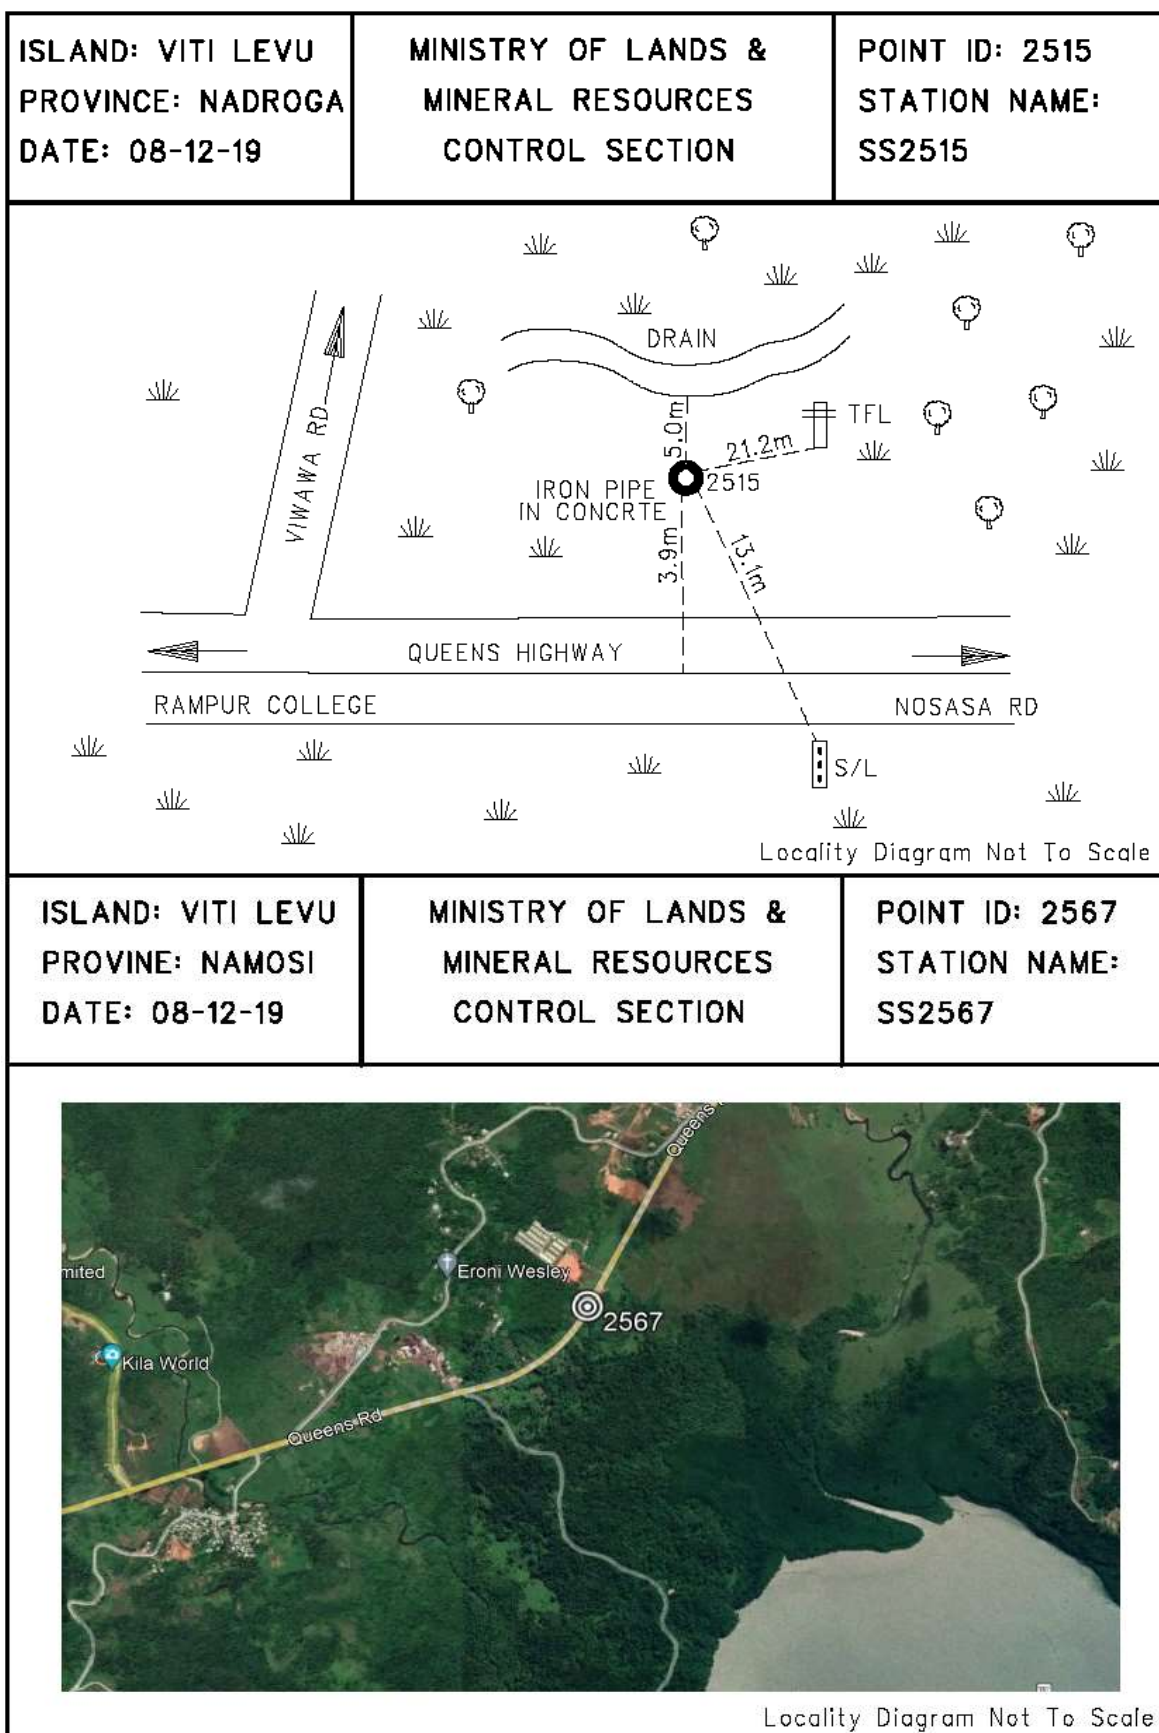 ISLAND: VITI LEVU
PROVINCE: NADROGA
DATE: 08-12-19
MINISTRY OF LANDS &
MINERAL RESOURCES
CONTROL SECTION
POINT ID: 2515
STATION NAME:
SS2515
DRAIN
VIWAWA RD
5.0m
TFL
21.2m
2515
IRON PIPE
IN CONCRTE
3.9m
13.1m
QUEENS HIGHWAY
RAMPUR COLLEGE
NOSASA RD
S/L
Locality Diagram Not To Scale
ISLAND: VITI LEVU
PROVINE: NAMOSI
DATE: 08-12-19
MINISTRY OF LANDS &
MINERAL RESOURCES
CONTROL SECTION
POINT ID: 2567
STATION NAME:
SS2567
Queens
mited
Eroni Wesley
2567
Kila World
Queens Rd
Locality Diagram Not To Scale